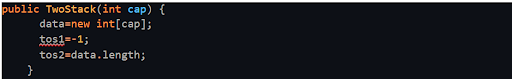 public TwoStack(int cap) {
data=new int[cap];
tos1=-1;
tos2=data.length;
}